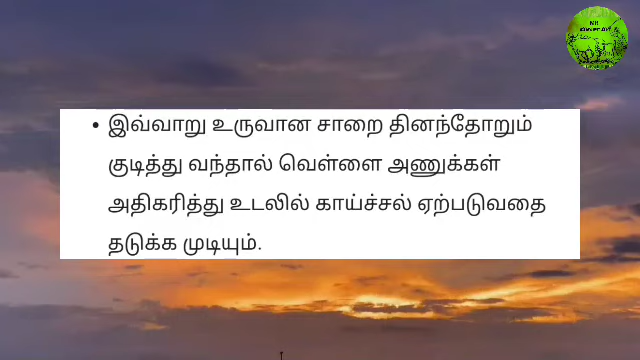 • இவ்வாறு உருவான சாறை தினந்தோறும்
குடித்து வந்தால் வெள்ளை அணுக்கள்
அதிகரித்து உடலில் காய்ச்சல் ஏற்படுவதை
தடுக்க முடியும்.